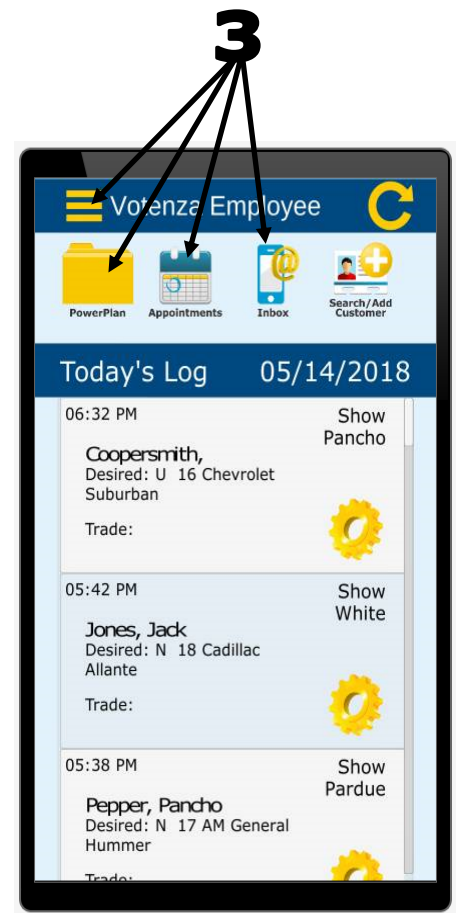 3
Votenza Employee
PowerPlan
Appointments
@
Inbox
Search/Add
Customer
Today's Log 05/14/2018
06:32 PM Show
Pancho
Coopersmith,
Desired: U 16 Chevrolet
Suburban
Trade:
05:42 PM Show
White
Jones, Jack
Desired: N 18 Cadillac
Allante
Trade:
05:38 PM Show
Pardue
Pepper, Pancho
Desired: N 17 AM General
Hummer
Trade: